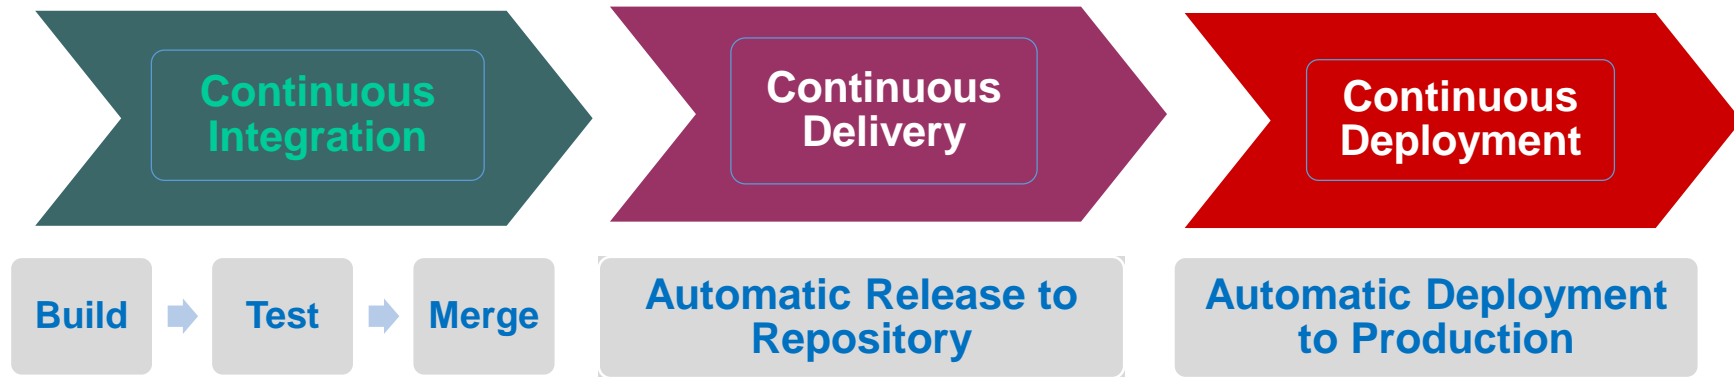 Continuous
Integration
Continuous
Delivery
Continuous
Deployment
Build
Test
Merge
Automatic Release to
Repository
Automatic Deployment
to Production